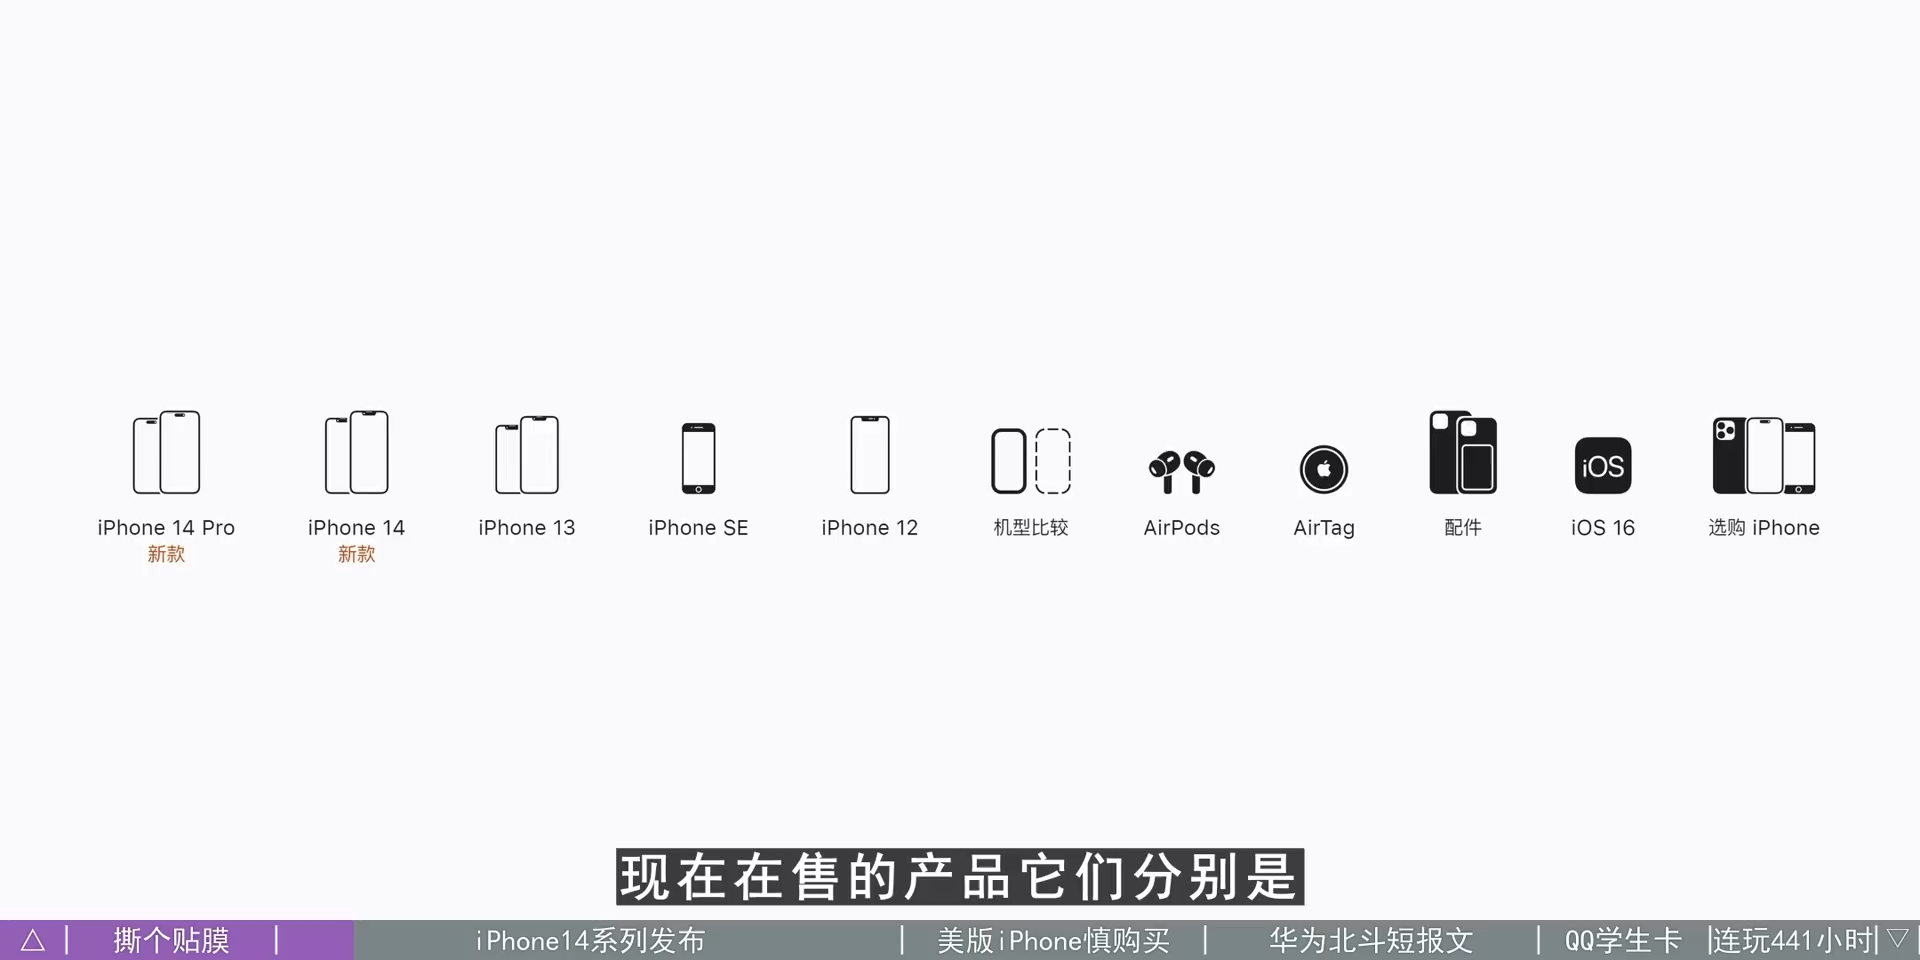 iPhone 14 Pro
新款
iPhone 14
新款
iPhone 13
iPhone SE
iPhone 12
机型比较
AirPods
AirTag
配件
iOS
iOS 16
选购 iPhone
现在在售的产品它们分别是
△ | 撕个贴膜 | iPhone14系列发布 | 美版iPhone慎购买 | 华为北斗短报文 | QQ学生卡 |连玩441小时| ▽